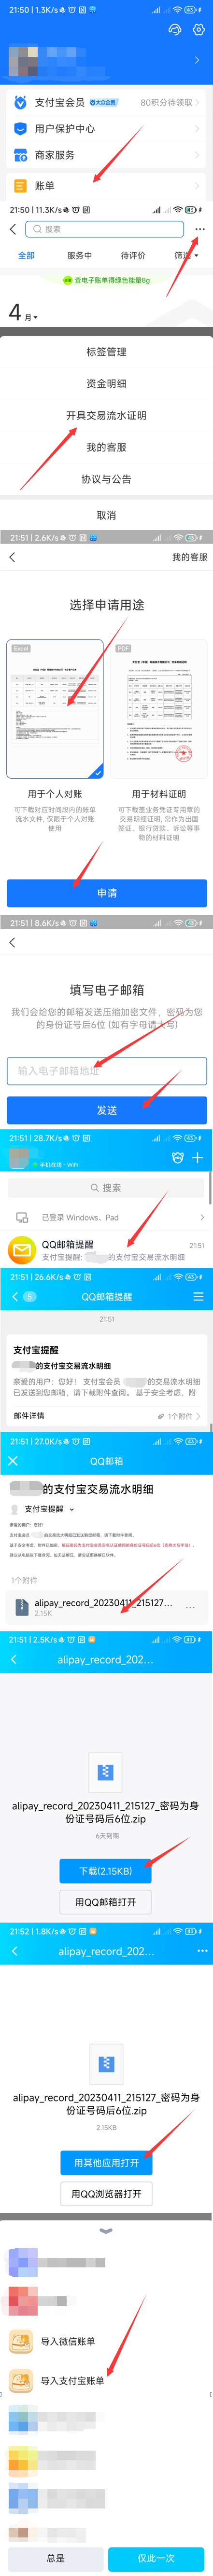 21:50 | 1.3K/s
支付宝会员
80积分待领取
用户保护中心
商家服务
账单
21:50 | 11.3K/s
搜索
全部 服务中 待评价 筛选
查电子账单得绿色能量8g
4月
标签管理
资金明细
开具交易流水证明
我的客服
协议与公告
取消
21:51 | 2.6K/s
我的客服
选择申请用途
Excel
PDF
用于个人对账
用于材料证明
可下载对应时间段内的账单
流水文件, 仅限于个人对账
使用
可下载盖业务凭证专用章的
交易明细证明, 常作为出国
签证、银行贷款、诉讼等事
物的材料证明
申请
21:51 | 8.6K/s
填写电子邮箱
我们会给您的邮箱发送压缩加密文件，密码为您
的身份证号后6位 (如有字母请大写)
输入电子邮箱地址
发送
21:51 | 28.7K/s
手机在线 · WiFi
搜索
已登录 Windows、Pad
QQ邮箱提醒
21:51
支付宝提醒:
的支付宝交易流水明细
21:51 | 26.6K/s
5
QQ邮箱提醒
21:51
支付宝提醒
的支付宝交易流水明细
亲爱的用户：您好！ 支付宝会员
的交易流水明细
已发送到您邮箱，请下载附件查阅。 基于安全考虑，附
邮件详情
1个附件
21:51 | 27.0K/s
QQ邮箱
的支付宝交易流水明细
支付宝提醒
1个附件
alipay_record_20230411_215127...
2.15K
21:51 | 2.5K/s
alipay_record_202...
alipay_record_20230411_215127_密码为身
份证号码后6位.zip
6天到期
下载(2.15KB)
用QQ邮箱打开
21:52 | 1.8K/s
alipay_record_202...
alipay_record_20230411_215127_密码为身
份证号码后6位.zip
2.15KB
用其他应用打开
用QQ浏览器打开
导入微信账单
导入支付宝账单
总是
仅此一次